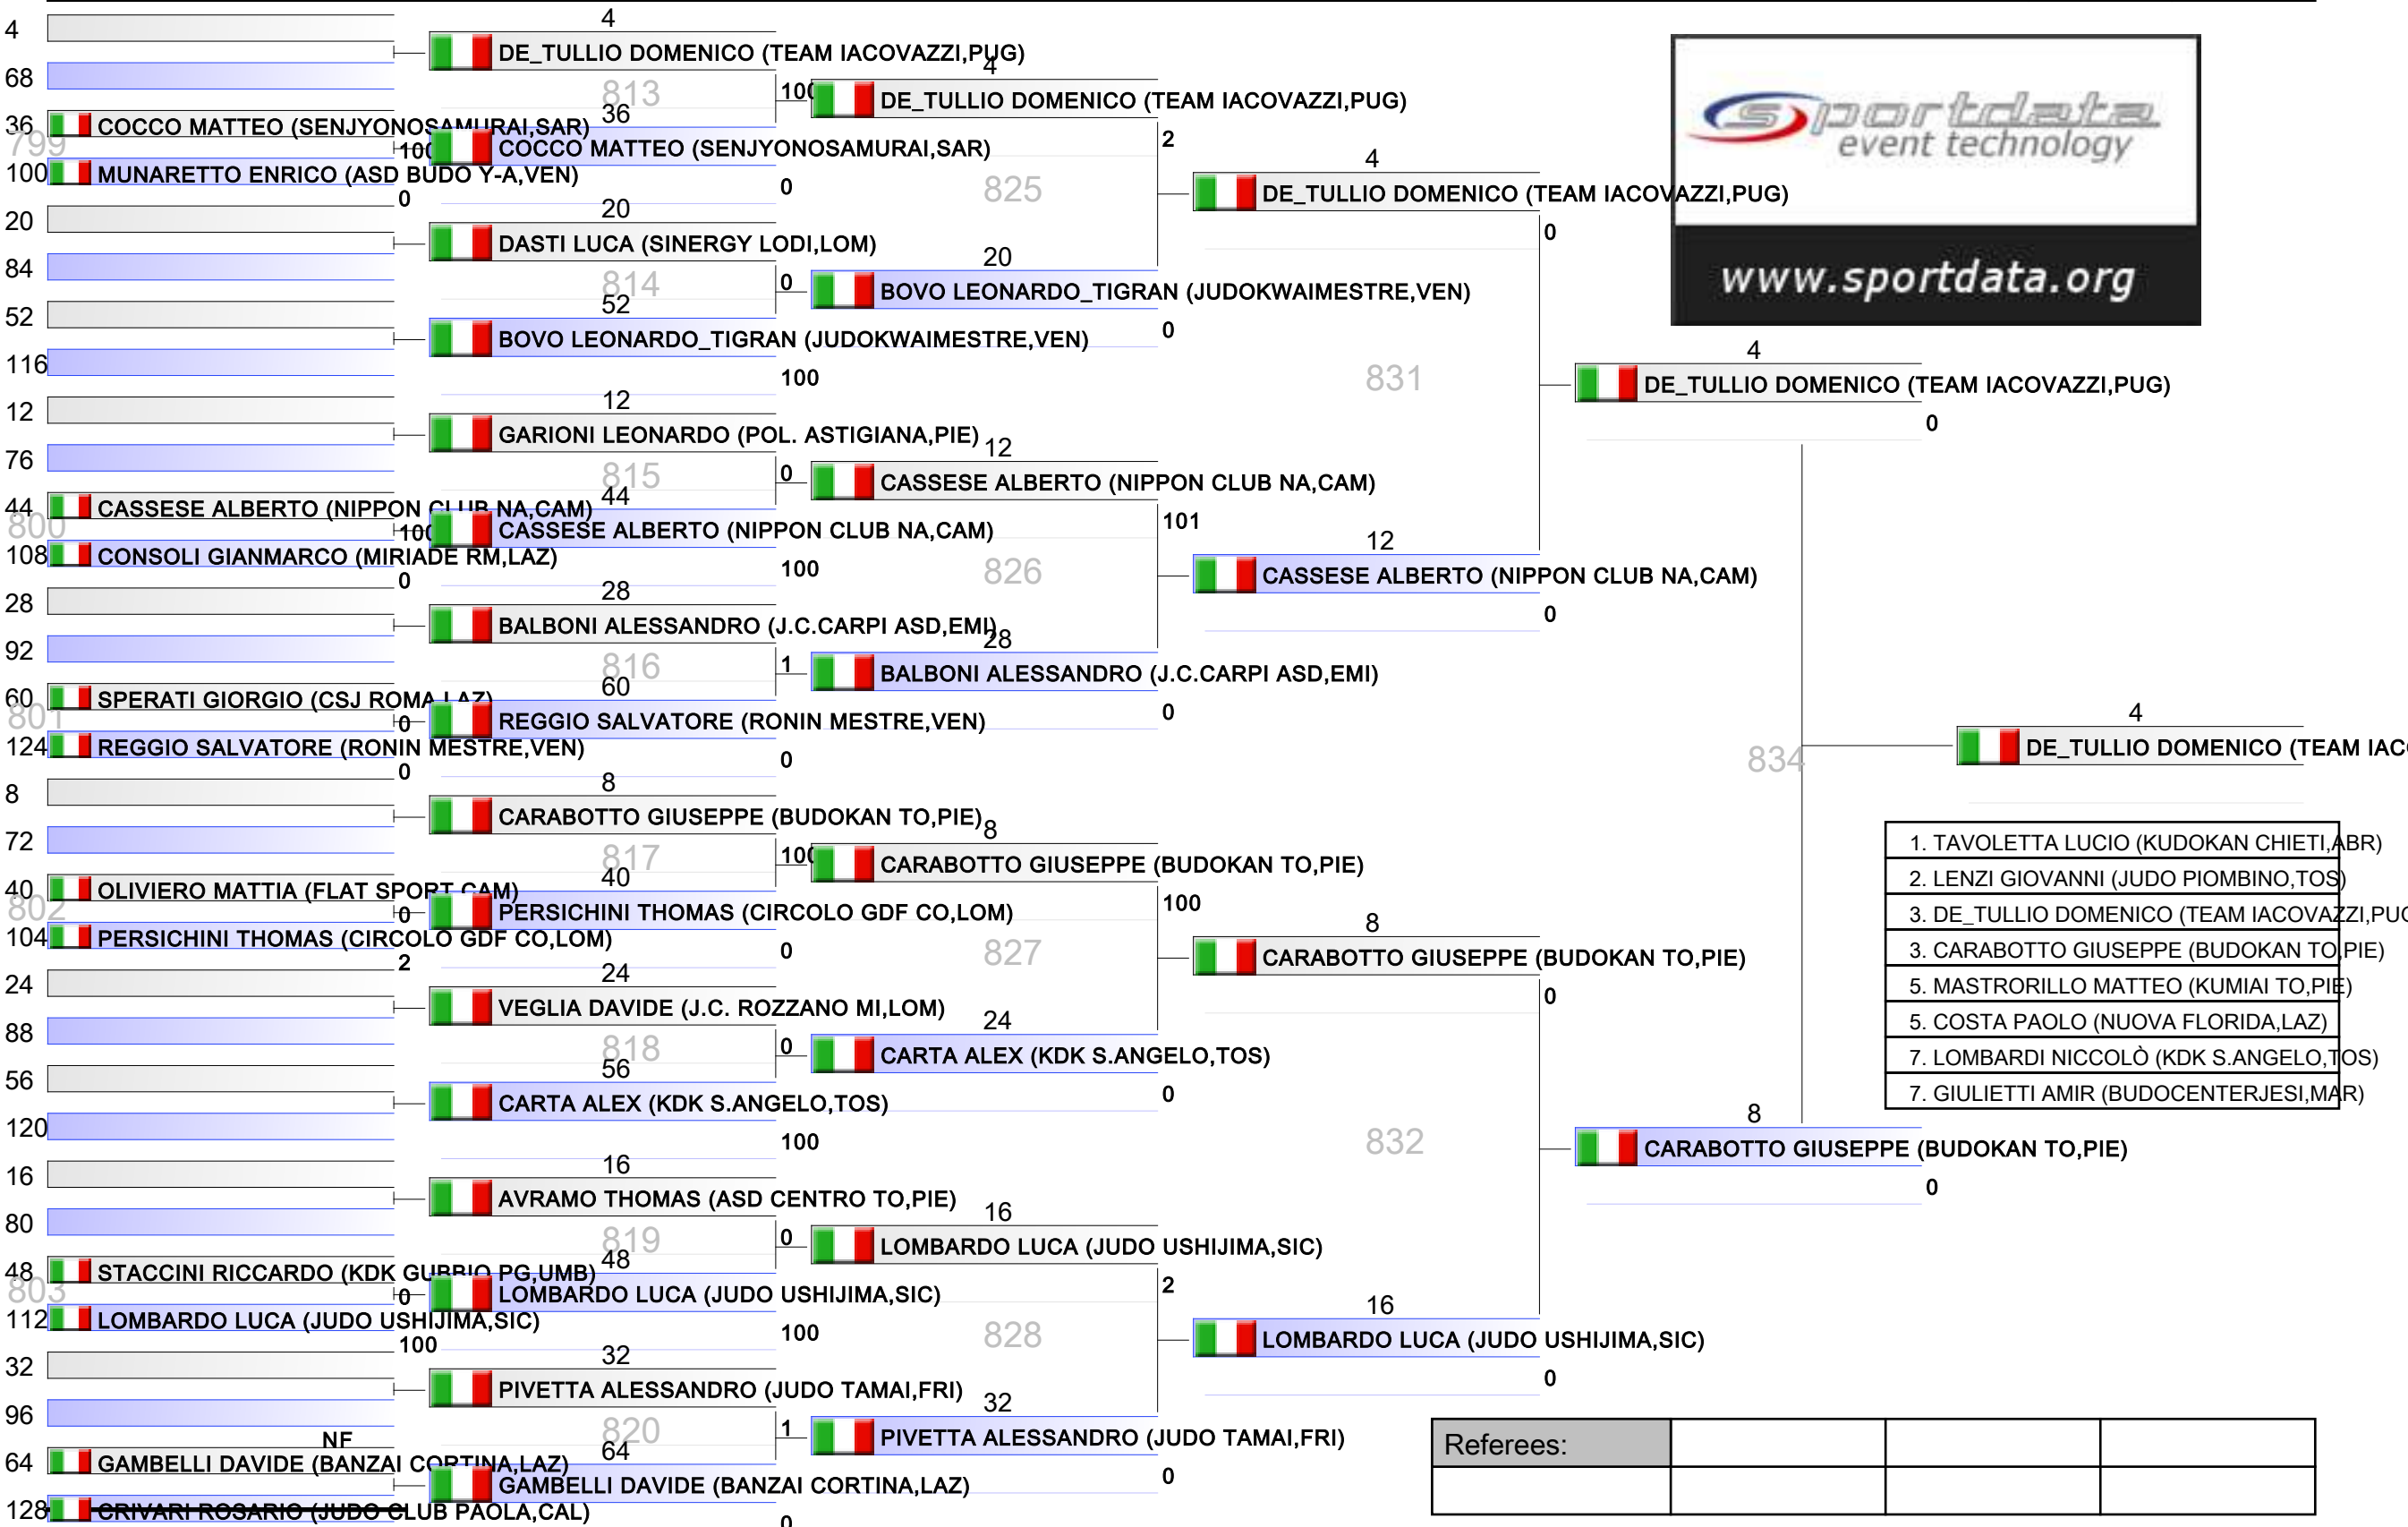 4
68
36 COCCO MATTEO (SENJYONOSAMURAI,SAR)
799
100
100 MUNARETTO ENRICO (ASD BUDO Y-A,VEN)
0
20
84
52
116
12
76
44 CASSESE ALBERTO (NIPPON CLUB NA,CAM)
800
100
108 CONSOLI GIANMARCO (MIRIADE RM,LAZ)
0
28
92
60 SPERATI GIORGIO (CSJ ROMA,LAZ)
801
0
124 REGGIO SALVATORE (RONIN MESTRE,VEN)
0
8
72
40 OLIVIERO MATTIA (FLAT SPORT,CAM)
802
0
104 PERSICHINI THOMAS (CIRCOLO GDF CO,LOM)
2
24
88
56
120
16
80
48 STACCINI RICCARDO (KDK GUBBIO PG,UMB)
803
0
112 LOMBARDO LUCA (JUDO USHIJIMA,SIC)
100
32
96
NF
64 GAMBELLI DAVIDE (BANZAI CORTINA,LAZ)
128 CRIVARI ROSARIO (JUDO CLUB PAOLA,CAL)
4
DE_TULLIO DOMENICO (TEAM IACOVAZZI,PUG)
813
100
36
COCCO MATTEO (SENJYONOSAMURAI,SAR)
0
20
DASTI LUCA (SINERGY LODI,LOM)
814
0
52
BOVO LEONARDO_TIGRAN (JUDOKWAIMESTRE,VEN)
100
12
GARIONI LEONARDO (POL. ASTIGIANA,PIE)
815
0
44
CASSESE ALBERTO (NIPPON CLUB NA,CAM)
100
28
BALBONI ALESSANDRO (J.C.CARPI ASD,EMI)
816
1
60
REGGIO SALVATORE (RONIN MESTRE,VEN)
0
8
CARABOTTO GIUSEPPE (BUDOKAN TO,PIE)
817
100
40
PERSICHINI THOMAS (CIRCOLO GDF CO,LOM)
0
24
VEGLIA DAVIDE (J.C. ROZZANO MI,LOM)
818
0
56
CARTA ALEX (KDK S.ANGELO,TOS)
100
16
AVRAMO THOMAS (ASD CENTRO TO,PIE)
819
0
48
LOMBARDO LUCA (JUDO USHIJIMA,SIC)
100
32
PIVETTA ALESSANDRO (JUDO TAMAI,FRI)
820
1
64
GAMBELLI DAVIDE (BANZAI CORTINA,LAZ)
0
4
DE_TULLIO DOMENICO (TEAM IACOVAZZI,PUG)
2
825
20
BOVO LEONARDO_TIGRAN (JUDOKWAIMESTRE,VEN)
0
12
CASSESE ALBERTO (NIPPON CLUB NA,CAM)
101
826
28
BALBONI ALESSANDRO (J.C.CARPI ASD,EMI)
0
8
CARABOTTO GIUSEPPE (BUDOKAN TO,PIE)
100
827
24
CARTA ALEX (KDK S.ANGELO,TOS)
0
16
LOMBARDO LUCA (JUDO USHIJIMA,SIC)
2
828
32
PIVETTA ALESSANDRO (JUDO TAMAI,FRI)
0
4
DE_TULLIO DOMENICO (TEAM IACOVAZZI,PUG)
0
831
12
CASSESE ALBERTO (NIPPON CLUB NA,CAM)
0
8
CARABOTTO GIUSEPPE (BUDOKAN TO,PIE)
0
832
16
LOMBARDO LUCA (JUDO USHIJIMA,SIC)
0
sportdata
event technology
www.sportdata.org
4
DE_TULLIO DOMENICO (TEAM IACOVAZZI,PUG)
0
834
8
CARABOTTO GIUSEPPE (BUDOKAN TO,PIE)
0
4
DE_TULLIO DOMENICO (TEAM IAC
1. TAVOLETTA LUCIO (KUDOKAN CHIETI,ABR)
2. LENZI GIOVANNI (JUDO PIOMBINO,TOS)
3. DE_TULLIO DOMENICO (TEAM IACOVAZZI,PUG
3. CARABOTTO GIUSEPPE (BUDOKAN TO,PIE)
5. MASTRORILLO MATTEO (KUMIAI TO,PIE)
5. COSTA PAOLO (NUOVA FLORIDA,LAZ)
7. LOMBARDI NICCOLÒ (KDK S.ANGELO,TOS)
7. GIULIETTI AMIR (BUDOCENTERJESI,MAR)
Referees: